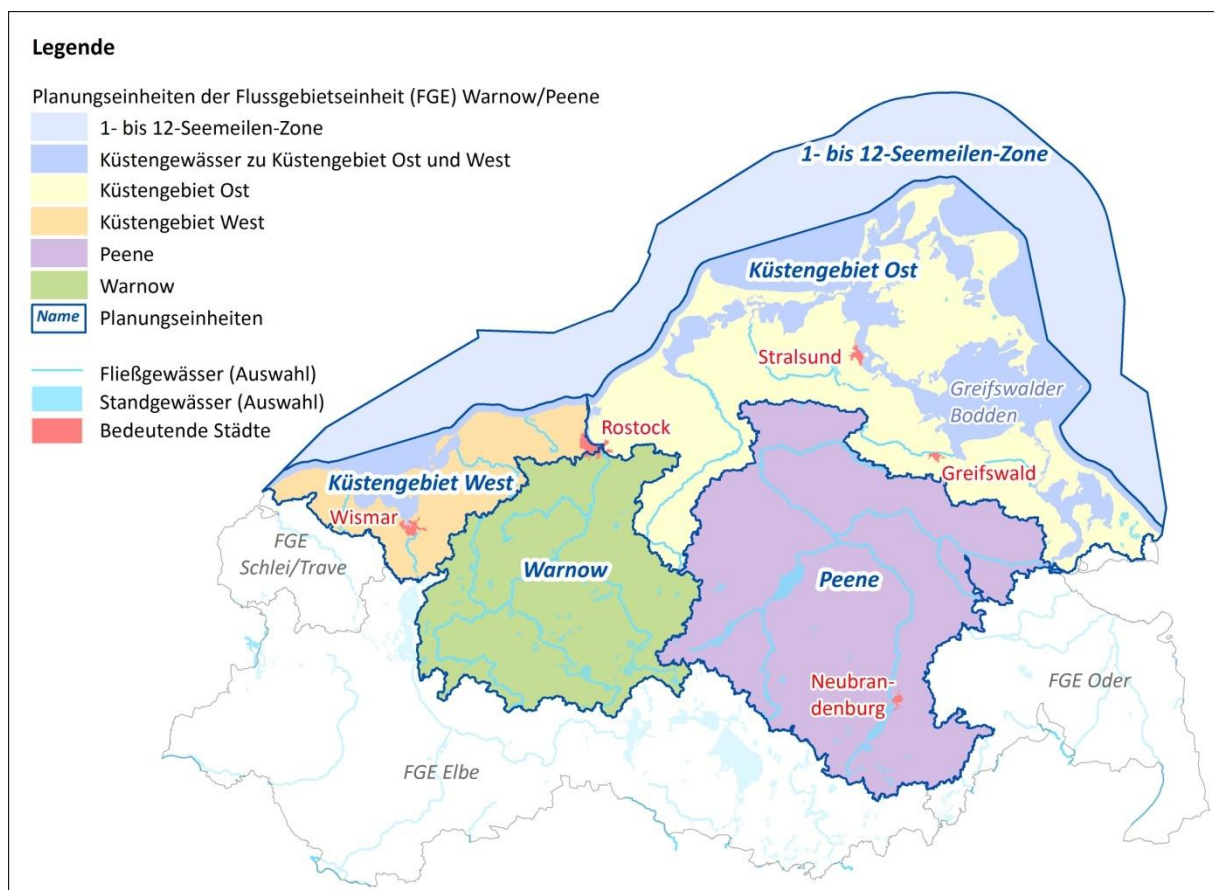 Legende
Planungseinheiten der Flussgebietseinheit (FGE) Warnow/Peene
1- bis 12-Seemeilen-Zone
Küstengewässer zu Küstengebiet Ost und West
Küstengebiet Ost
Küstengebiet West
Peene
Warnow
Name Planungseinheiten
Fließgewässer (Auswahl)
Standgewässer (Auswahl)
Bedeutende Städte
1- bis 12-Seemeilen-Zone
Küstengebiet Ost
Stralsund
Greifswalder
Bodden
Rostock
Greifswald
Küstengebiet West
Wismar
FGE
Schlei/Trave
Warnow
Peene
Neubran-
denburg
FGE Oder
FGE Elbe